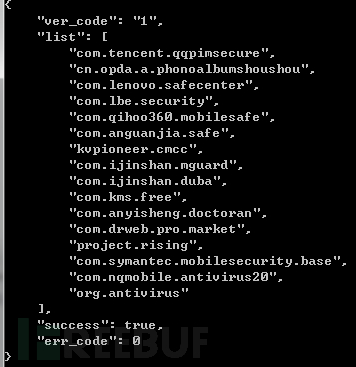 {
"ver_code": "1",
"list": [
"com.tencent.qqpimsecure",
"cn.opda.a.phonoalbumshoushou",
"com.lenovo.safecenter",
"com.lbe.security",
"com.qihoo360.mobilesafe",
"com.anguanjia.safe",
"kvpioneer.cmcc",
"com.ijinshan.mguard",
"com.ijinshan.duba",
"com.kms.free",
"com.anyisheng.doctoran",
"com.drweb.pro.market",
"project.rising",
"com.symantec.mobilesecurity.base",
"com.nqmobile.antivirus20",
"org.antivirus"
],
"success": true,
"err_code": 0
}
FREEBUF